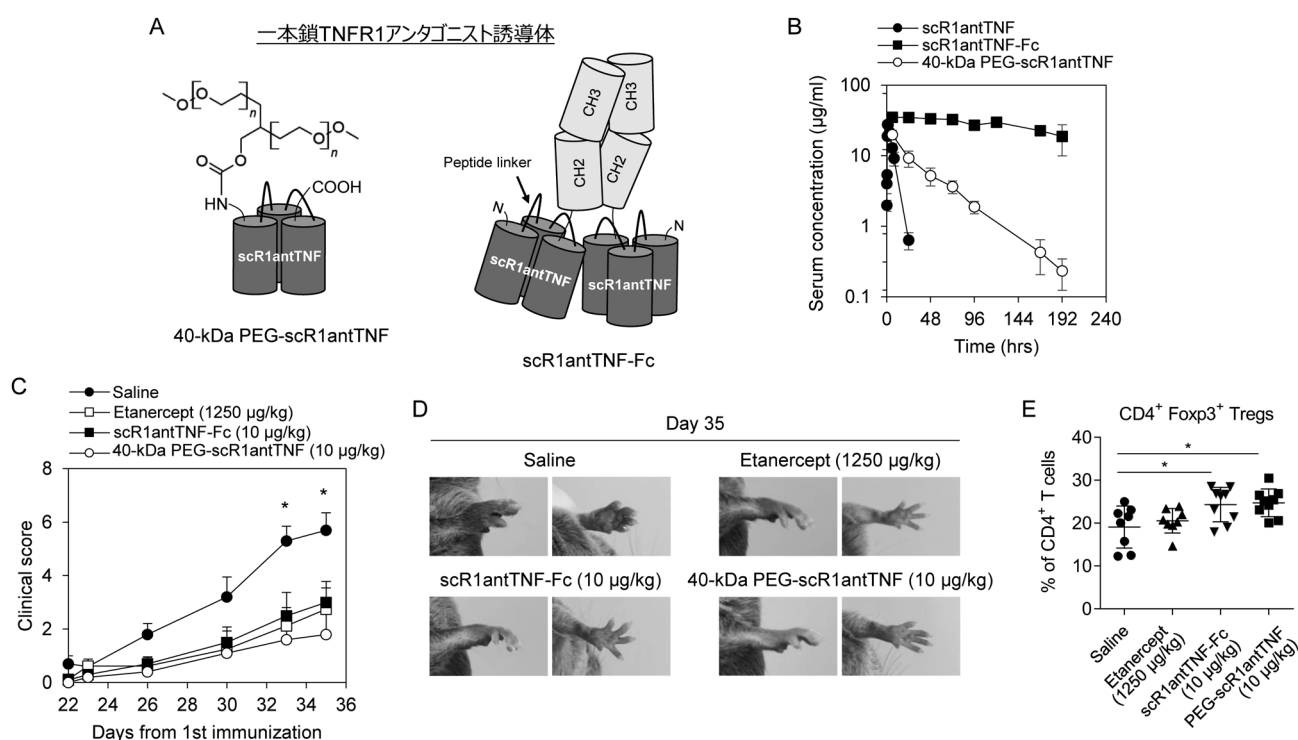 A
一本鎖TNFR1アンタゴニスト誘導体
O
O
n
O
O
n
O
O
HN
COOH
scR1antTNF
40-kDa PEG-scR1antTNF
CH3
CH3
CH2
CH2
Peptide linker
N
N
scR1antTNF
scR1antTNF
scR1antTNF-Fc
B
scR1antTNF
scR1antTNF-Fc
40-kDa PEG-scR1antTNF
Serum concentration (µg/ml)
100
10
1
0.1
0 48 96 144 192 240
Time (hrs)
C
Saline
Etanercept (1250 µg/kg)
scR1antTNF-Fc (10 µg/kg)
40-kDa PEG-scR1antTNF (10 µg/kg)
Clinical score
8
6
4
2
0
* *
22 24 26 28 30 32 34 36
Days from 1st immunization
D
Day 35
Saline
Etanercept (1250 µg/kg)
scR1antTNF-Fc (10 µg/kg)
40-kDa PEG-scR1antTNF (10 µg/kg)
E
CD4+ Foxp3+ Tregs
% of CD4+ T cells
40
30
20
10
0
*
*
Saline
Etanercept
(1250 µg/kg)
scR1antTNF-Fc
(10 µg/kg)
PEG-scR1antTNF
(10 µg/kg)